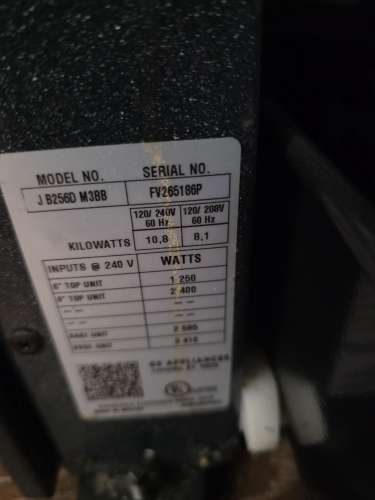 MODEL NO. SERIAL NO.
J B256D M3BB FV265186P
120/ 240V 120/ 208V
60 Hz 60 Hz
KILOWATTS 10,8 8,1
INPUTS @ 240 V WATTS
6" TOP UNIT 1 250
8" TOP UNIT 2 400
— — — —
— — — —
BAKE UNIT 2 585
BROIL UNIT
GE APPLIANCES